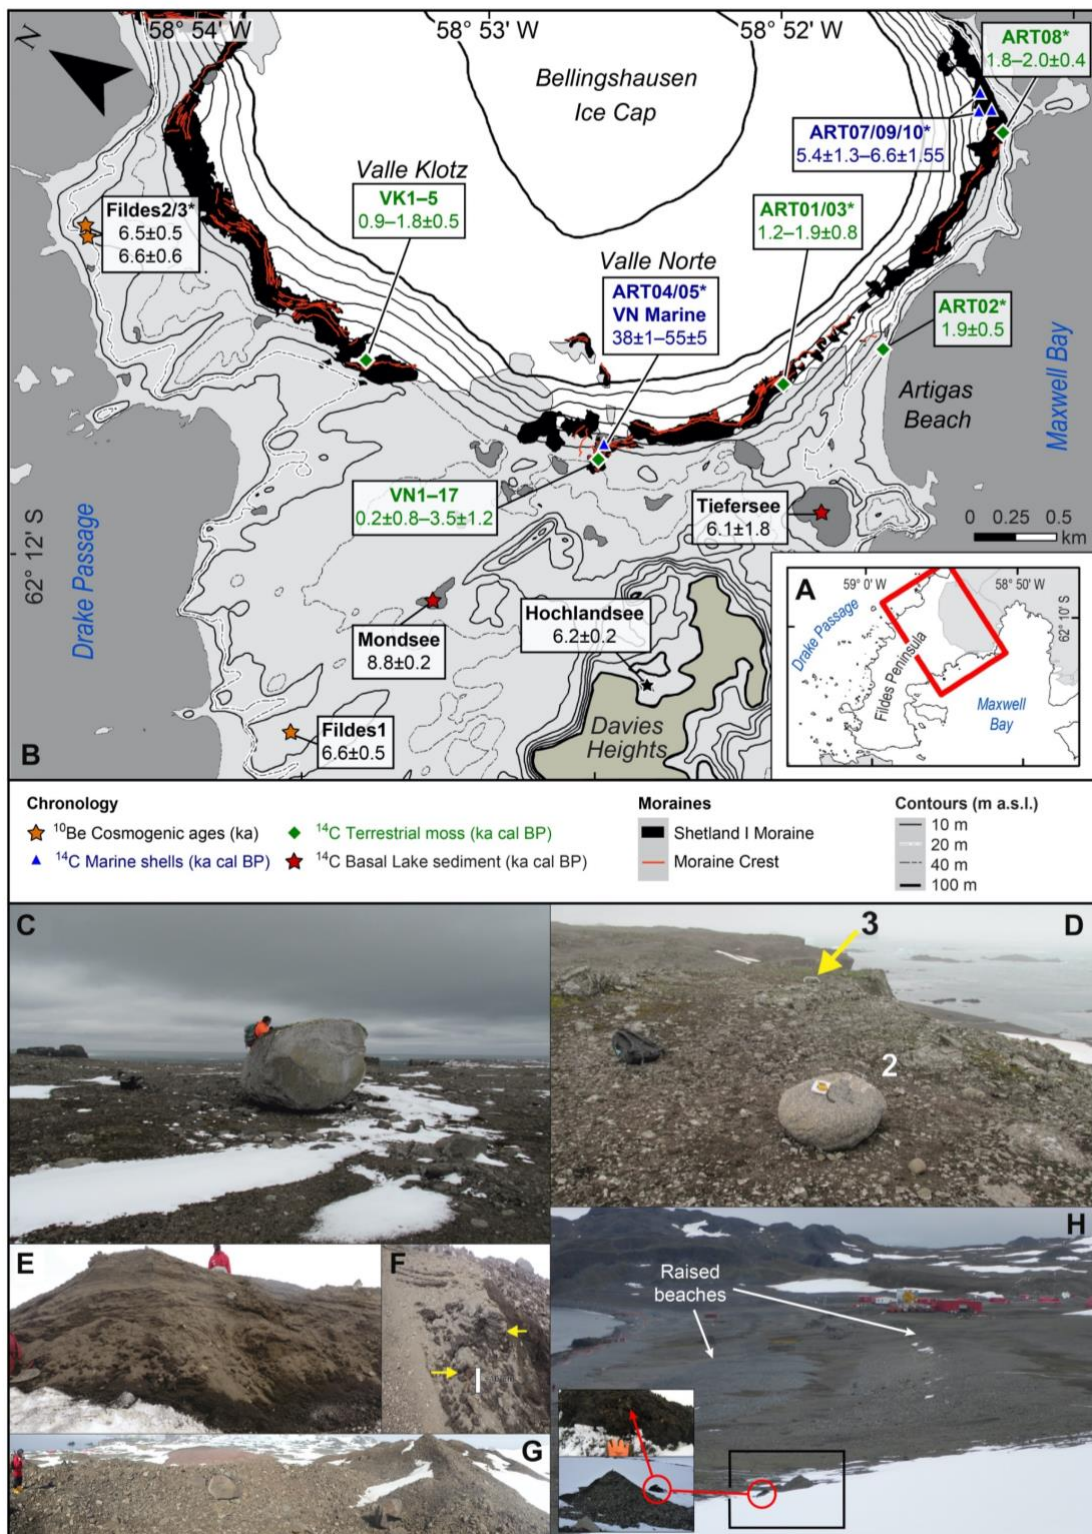 N
58° 54' W
58° 53' W
58° 52' W
Bellingshausen
Ice Cap
ART08*
1.8–2.0±0.4
ART07/09/10*
5.4±1.3–6.6±1.55
Valle Klotz
VK1–5
0.9–1.8±0.5
Fildes2/3*
6.5±0.5
6.6±0.6
ART01/03*
1.2–1.9±0.8
Valle Norte
ART04/05*
VN Marine
38±1–55±5
ART02*
1.9±0.5
Artigas
Beach
Maxwell Bay
VN1–17
0.2±0.8–3.5±1.2
Tiefersee
6.1±1.8
0 0.25 0.5
km
62° 12' S
Drake Passage
Mondsee
8.8±0.2
Hochlandsee
6.2±0.2
Fildes1
6.6±0.5
Davies
Heights
B
A
59° 0' W
58° 50' W
62° 10' S
Drake Passage
Fildes Peninsula
Maxwell
Bay
Chronology
¹⁰Be Cosmogenic ages (ka)
¹⁴C Terrestrial moss (ka cal BP)
¹⁴C Marine shells (ka cal BP)
¹⁴C Basal Lake sediment (ka cal BP)
Moraines
Shetland I Moraine
Moraine Crest
Contours (m a.s.l.)
10 m
20 m
40 m
100 m
C
D
3
2
E
F
G
H
Raised
beaches